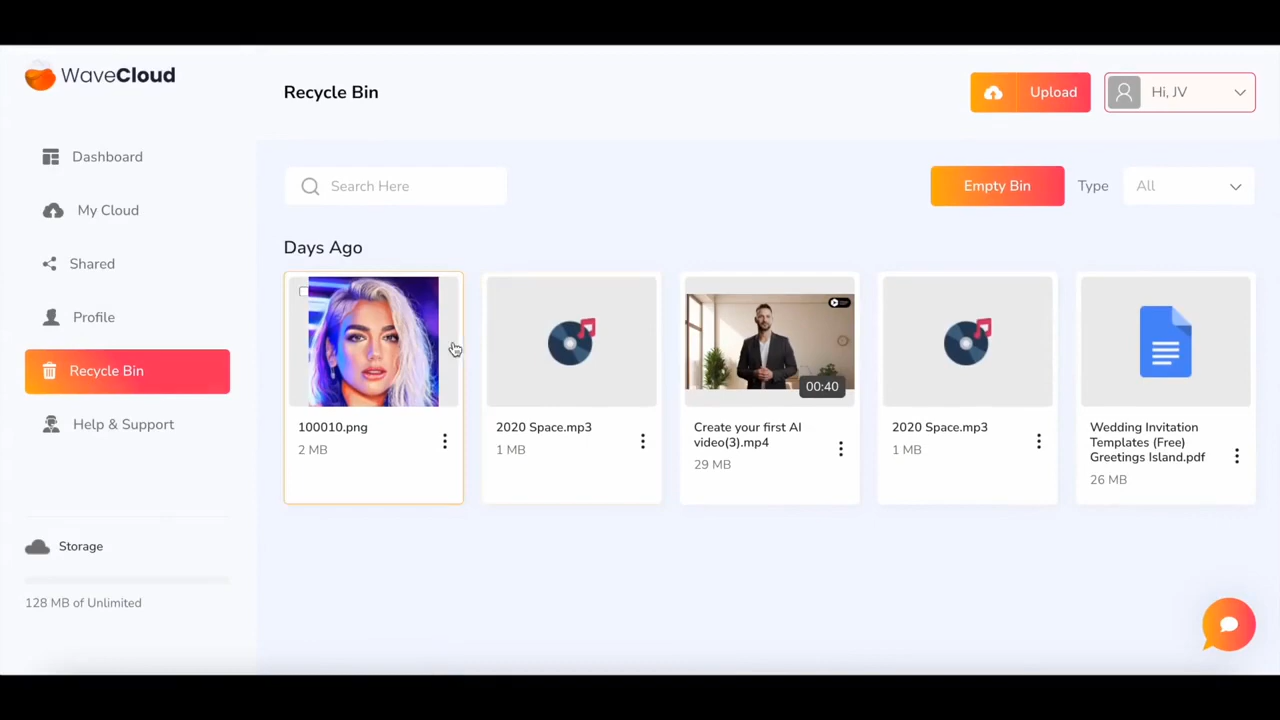 WaveCloud
Recycle Bin
Upload
Hi, JV
Dashboard
My Cloud
Shared
Profile
Recycle Bin
Help & Support
Storage
128 MB of Unlimited
Search Here
Empty Bin
Type
All
Days Ago
100010.png
2 MB
2020 Space.mp3
1 MB
00:40
Create your first AI
video(3).mp4
29 MB
2020 Space.mp3
1 MB
Wedding Invitation
Templates (Free)
Greetings Island.pdf
26 MB